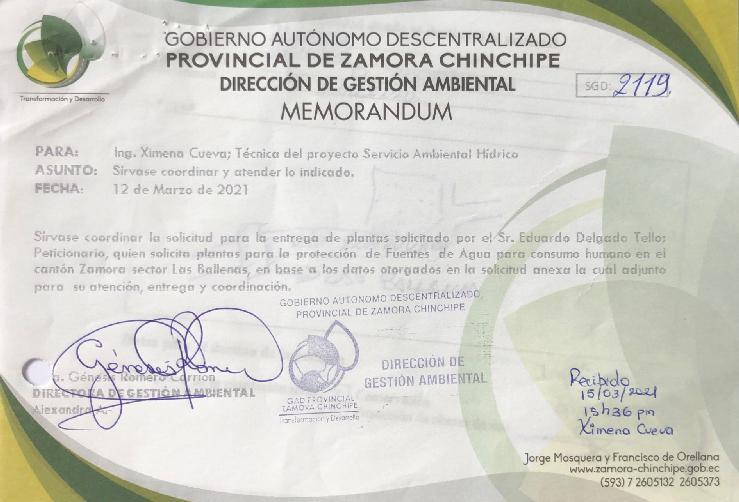 Transformación y Desarrollo
GOBIERNO AUTÓNOMO DESCENTRALIZADO
PROVINCIAL DE ZAMORA CHINCHIPE
DIRECCIÓN DE GESTIÓN AMBIENTAL
MEMORANDUM
SGD: 2119
PARA: Ing. Ximena Cueva; Técnica del proyecto Servicio Ambiental Hídrico
ASUNTO: Sírvase coordinar y atender lo indicado.
FECHA: 12 de Marzo de 2021
Sírvase coordinar la solicitud para la entrega de plantas solicitado por el Sr. Eduardo Delgado Tello;
Peticionario, quien solicita plantas para la protección de Fuentes de Agua para consumo humano en el
cantón Zamora sector Las Ballenas, en base a los datos otorgados en la solicitud anexa la cual adjunto
para su atención, entrega y coordinación.
GOBIERNO AUTONOMO DESCENTRALIZADO
PROVINCIAL DE ZAMORA CHINCHIPE
DIRECCIÓN DE
GESTIÓN AMBIENTAL
GAD PROVINCIAL
ZAMORA CHINCHIPE
Transformación y Desarrollo
Génesis Romero
Génesis Romero Carrión
DIRECTORA DE GESTIÓN AMBIENTAL
Alexandra A.-
Recibido
15/03/2021
15h36 pm
Ximena Cueva
Jorge Mosquera y Francisco de Orellana
www.zamora-chinchipe.gob.ec
(593) 7 2605132 2605373